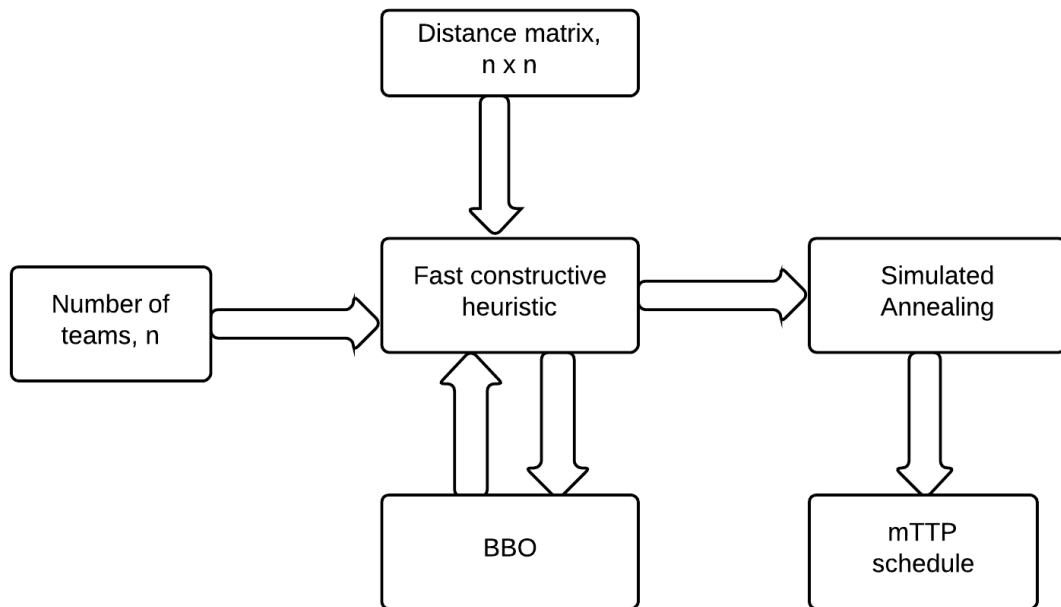 Distance matrix,
n x n
Number of
teams, n
Fast constructive
heuristic
Simulated
Annealing
BBO
mTTP
schedule